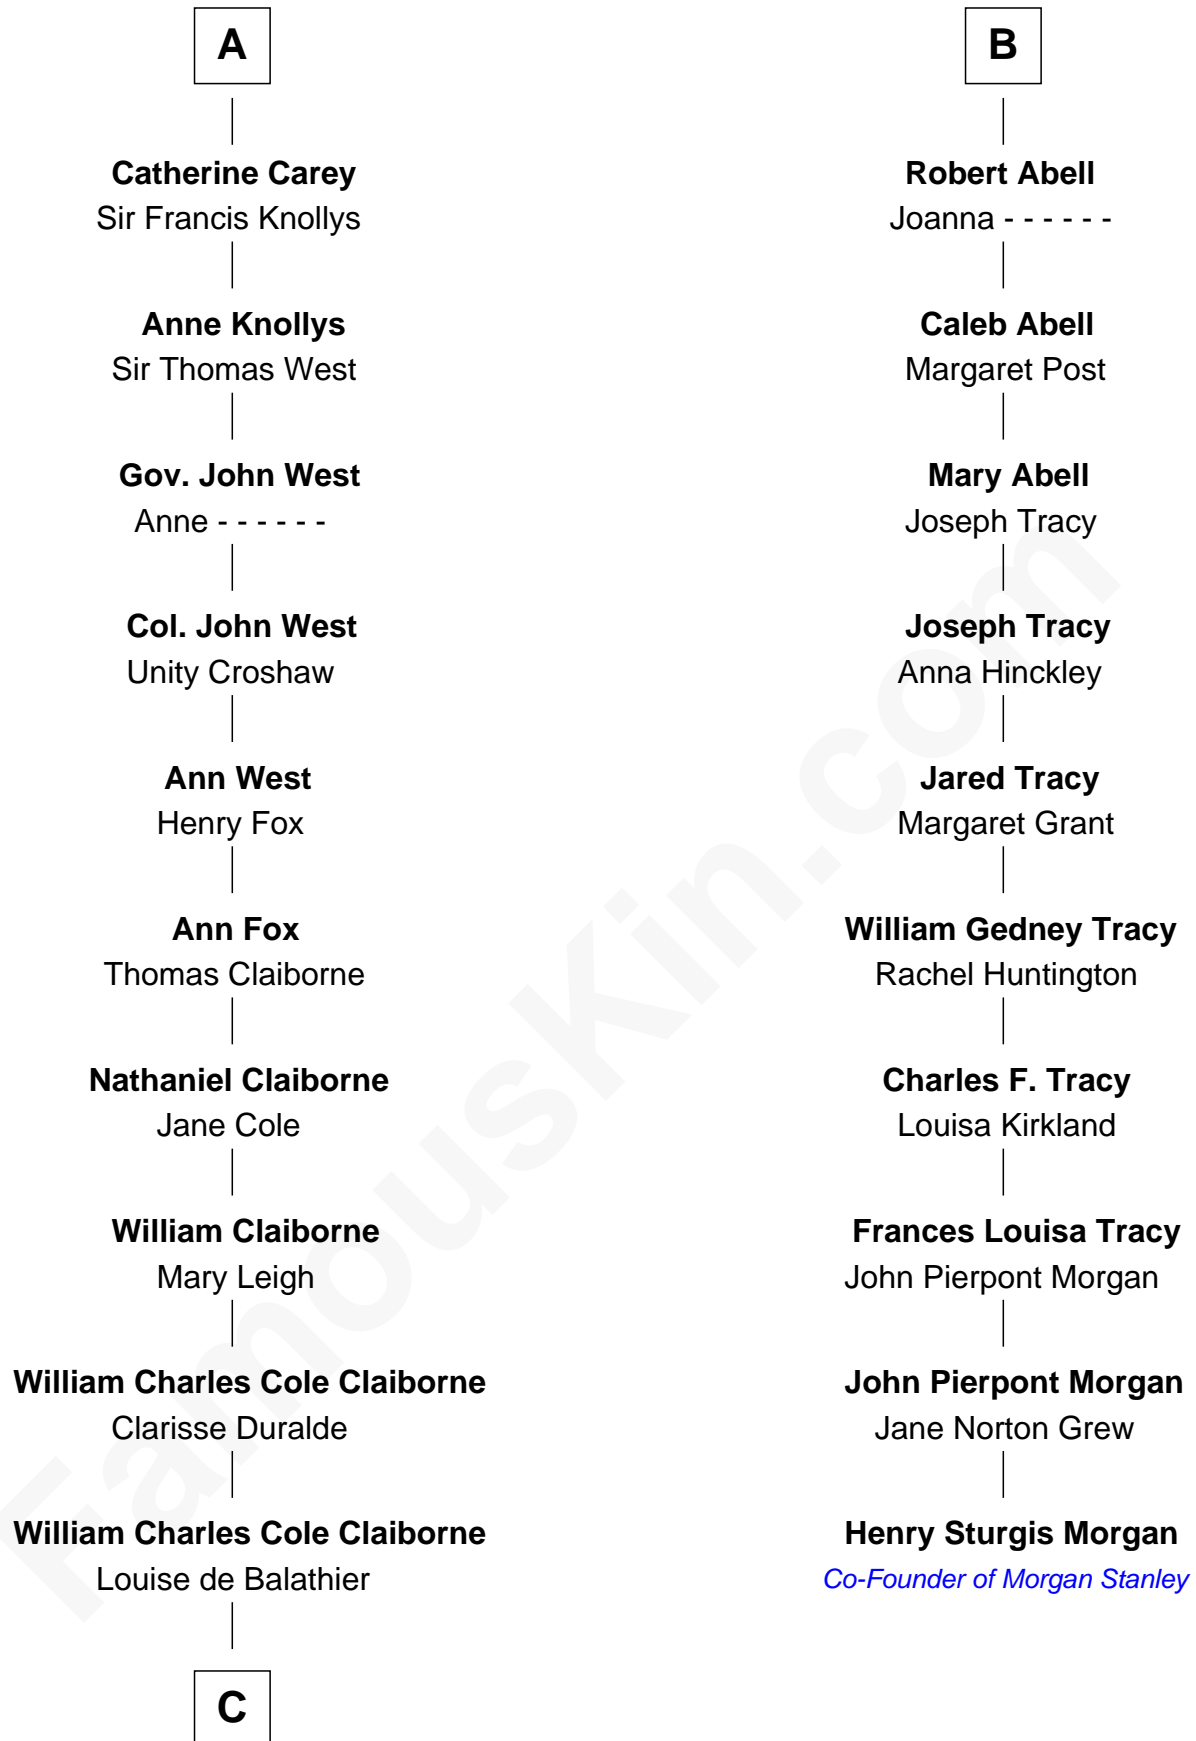 A
Catherine Carey
Sir Francis Knollys
Anne Knollys
Sir Thomas West
Gov. John West
Anne - - - - - -
Col. John West
Unity Croshaw
Ann West
Henry Fox
Ann Fox
Thomas Claiborne
Nathaniel Claiborne
Jane Cole
William Claiborne
Mary Leigh
William Charles Cole Claiborne
Clarisse Duralde
William Charles Cole Claiborne
Louise de Balathier
C
B
Robert Abell
Joanna - - - - - -
Caleb Abell
Margaret Post
Mary Abell
Joseph Tracy
Joseph Tracy
Anna Hinckley
Jared Tracy
Margaret Grant
William Gedney Tracy
Rachel Huntington
Charles F. Tracy
Louisa Kirkland
Frances Louisa Tracy
John Pierpont Morgan
John Pierpont Morgan
Jane Norton Grew
Henry Sturgis Morgan
Co-Founder of Morgan Stanley
FamousKin.com